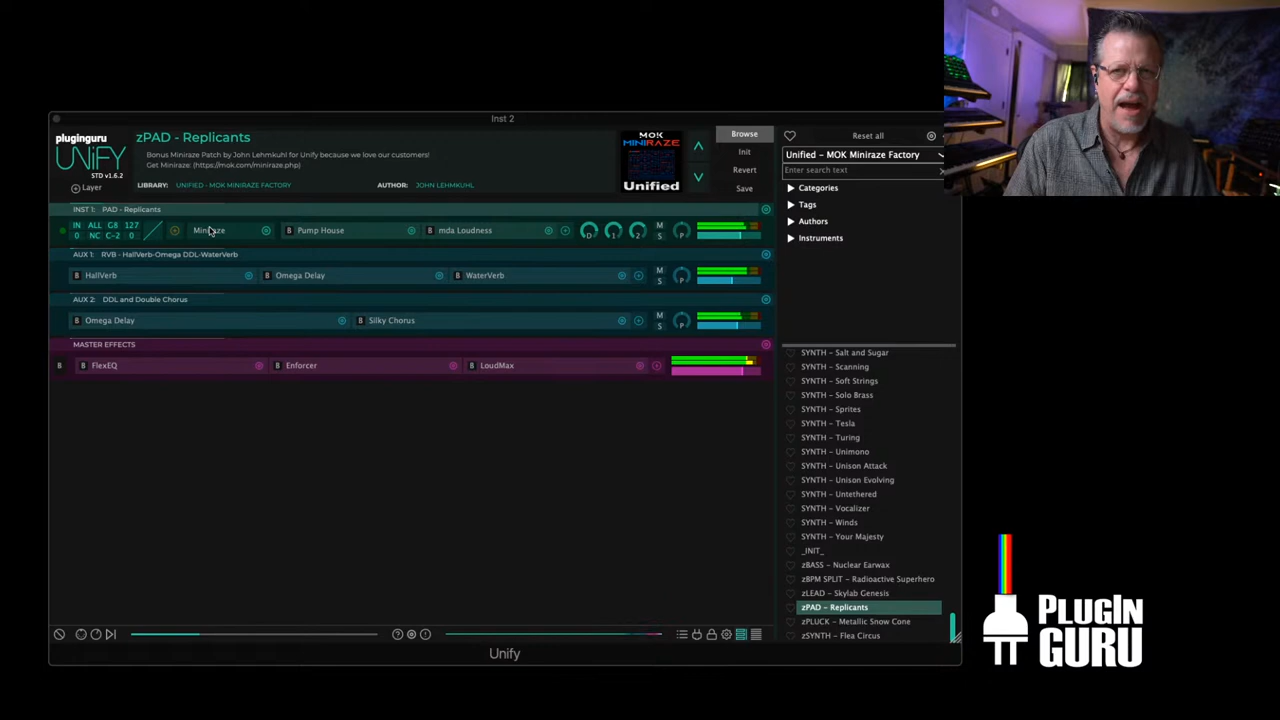 Inst 2
pluginguru
UNIFY
STD v1.6.2
Layer
zPAD - Replicants
Bonus Miniraze Patch by John Lehmkuhl for Unify because we love our customers!
Get Miniraze: (https://mok.com/miniraze.php)
LIBRARY: UNIFIED - MOK MINIRAZE FACTORY
AUTHOR: JOHN LEHMKUHL
MOK
MINIRAZE
Unified
Browse
Init
Revert
Save
Reset all
Unified – MOK Miniraze Factory
Enter search text
Categories
Tags
Authors
Instruments
INST 1: PAD - Replicants
IN ALL G8 127
0 NC C-2 0
Miniraze
B Pump House
B mda Loudness
D 1 2
M
S
P
AUX 1: RVB - HallVerb-Omega DDL-WaterVerb
B HallVerb
B Omega Delay
B WaterVerb
M
S
P
AUX 2: DDL and Double Chorus
B Omega Delay
B Silky Chorus
M
S
P
MASTER EFFECTS
B
B FlexEQ
B Enforcer
B LoudMax
SYNTH – Salt and Sugar
SYNTH – Scanning
SYNTH – Soft Strings
SYNTH – Solo Brass
SYNTH – Sprites
SYNTH – Tesla
SYNTH – Turing
SYNTH – Unimono
SYNTH – Unison Attack
SYNTH – Unison Evolving
SYNTH – Untethered
SYNTH – Vocalizer
SYNTH – Winds
SYNTH – Your Majesty
_INIT_
zBASS – Nuclear Earwax
zBPM SPLIT – Radioactive Superhero
zLEAD – Skylab Genesis
zPAD – Replicants
zPLUCK – Metallic Snow Cone
zSYNTH – Flea Circus
Unify
PLUGIN
GURU